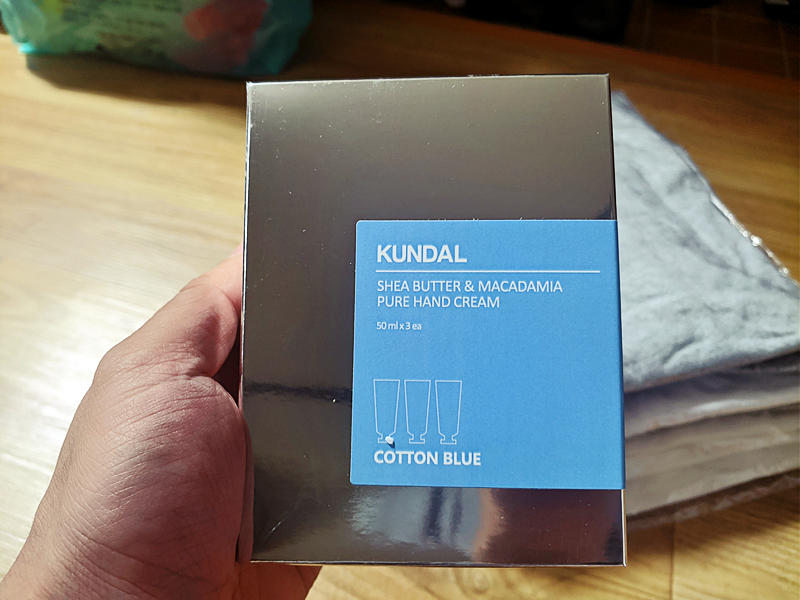 KUNDAL
SHEA BUTTER & MACADAMIA
PURE HAND CREAM
50 ml x 3 ea
COTTON BLUE